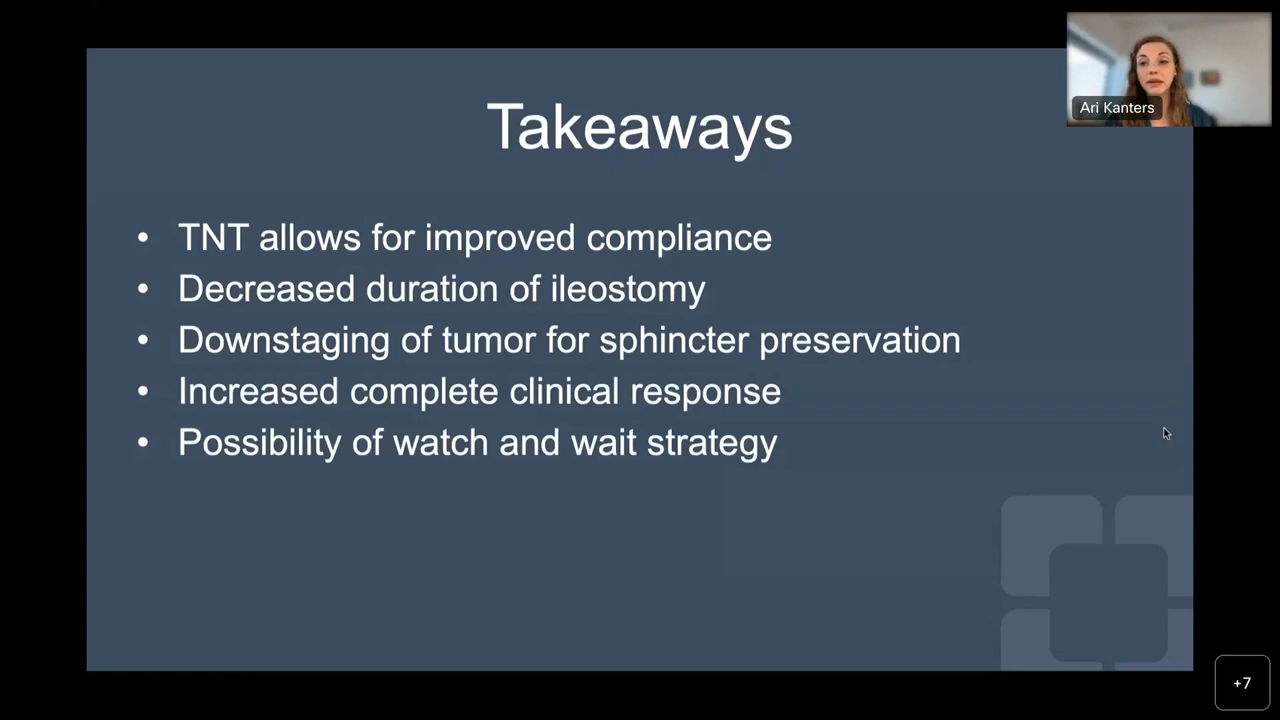 Ari Kanters
Takeaways
• TNT allows for improved compliance
• Decreased duration of ileostomy
• Downstaging of tumor for sphincter preservation
• Increased complete clinical response
• Possibility of watch and wait strategy
+7